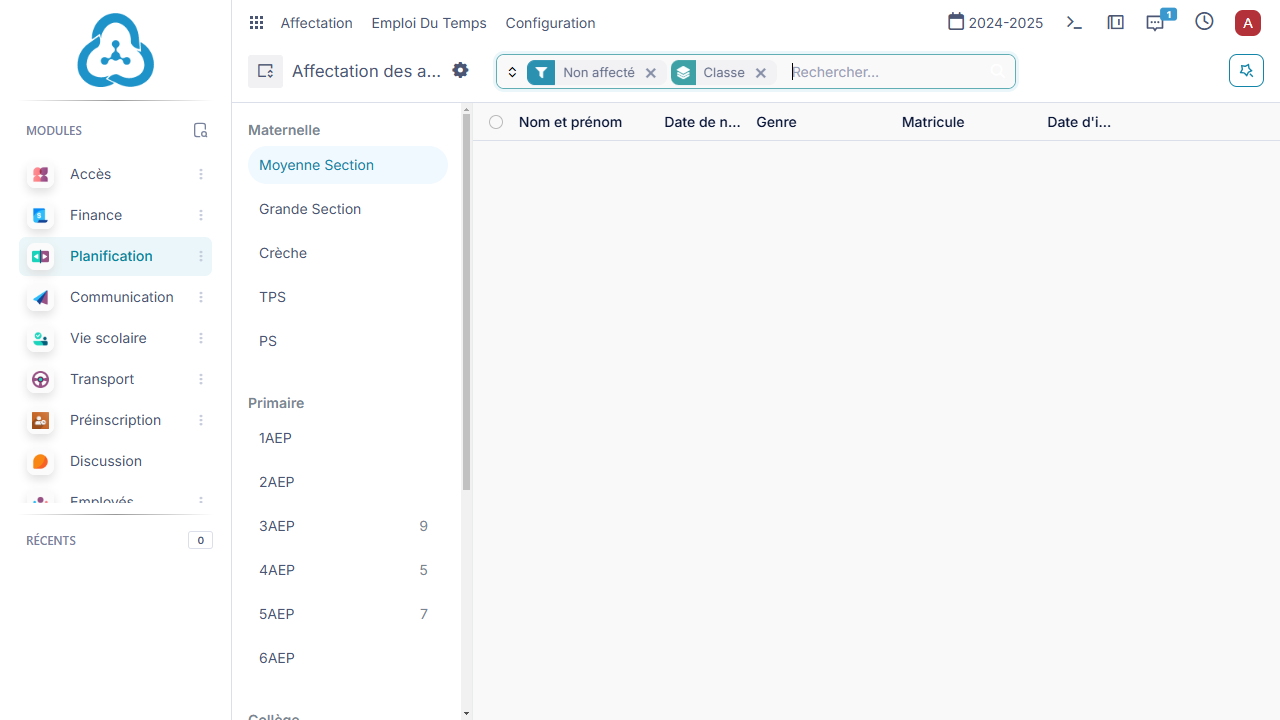 Affectation Emploi Du Temps Configuration 2024-2025 1 A
Affectation des a... Non affecté Classe Rechercher...
MODULES
Accès
Finance
Planification
Communication
Vie scolaire
Transport
Préinscription
Discussion
Employés
RÉCENTS 0
Maternelle
Moyenne Section
Grande Section
Crèche
TPS
PS
Primaire
1AEP
2AEP
3AEP 9
4AEP 5
5AEP 7
6AEP
Collège
Nom et prénom Date de n... Genre Matricule Date d'i...